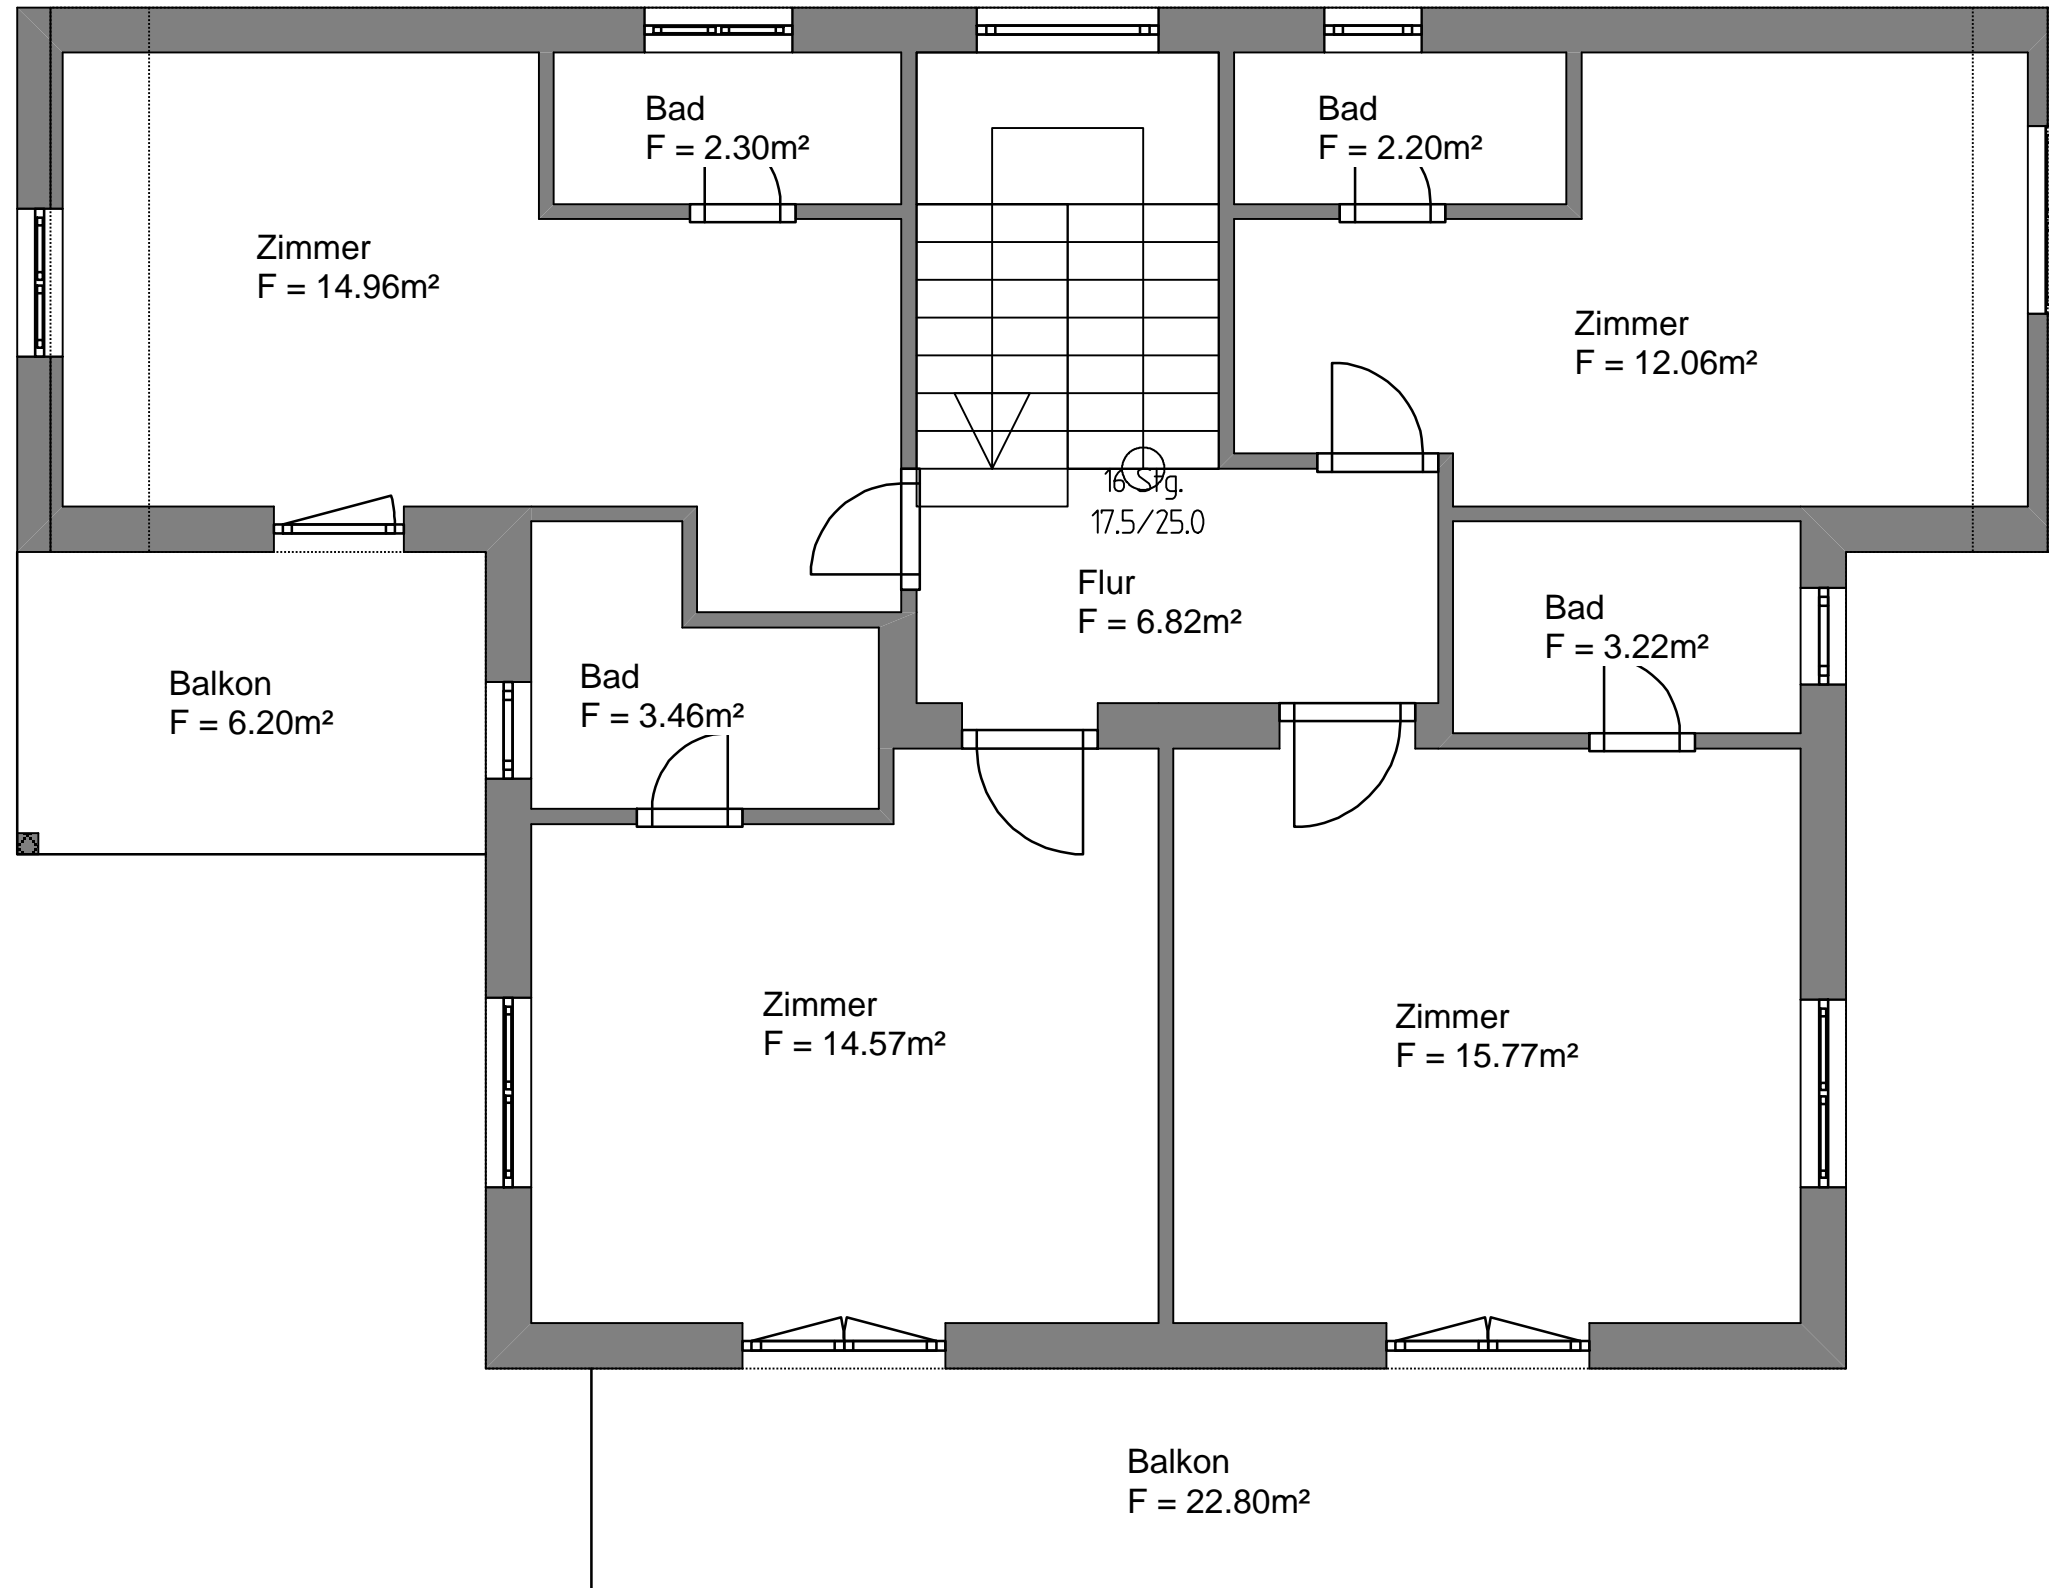 Bad
F = 2.30m²
Bad
F = 2.20m²
Zimmer
F = 14.96m²
Zimmer
F = 12.06m²
16 Stg.
17.5/25.0
Flur
F = 6.82m²
Bad
F = 3.22m²
Bad
F = 3.46m²
Balkon
F = 6.20m²
Zimmer
F = 14.57m²
Zimmer
F = 15.77m²
Balkon
F = 22.80m²